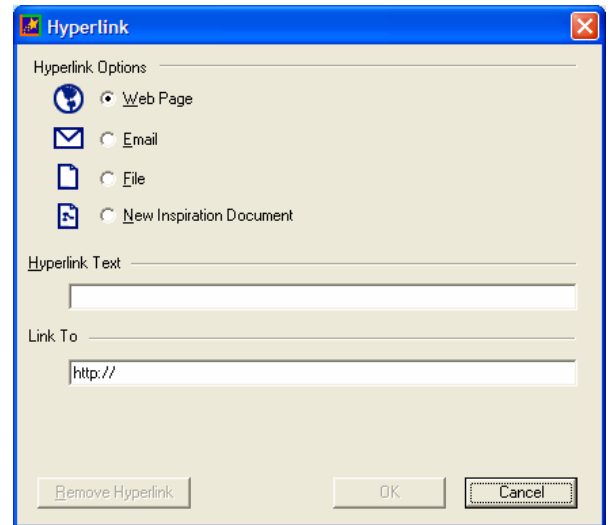 Hyperlink
Hyperlink Options
Web Page
Email
File
New Inspiration Document
Hyperlink Text
Link To
http://
Remove Hyperlink OK Cancel